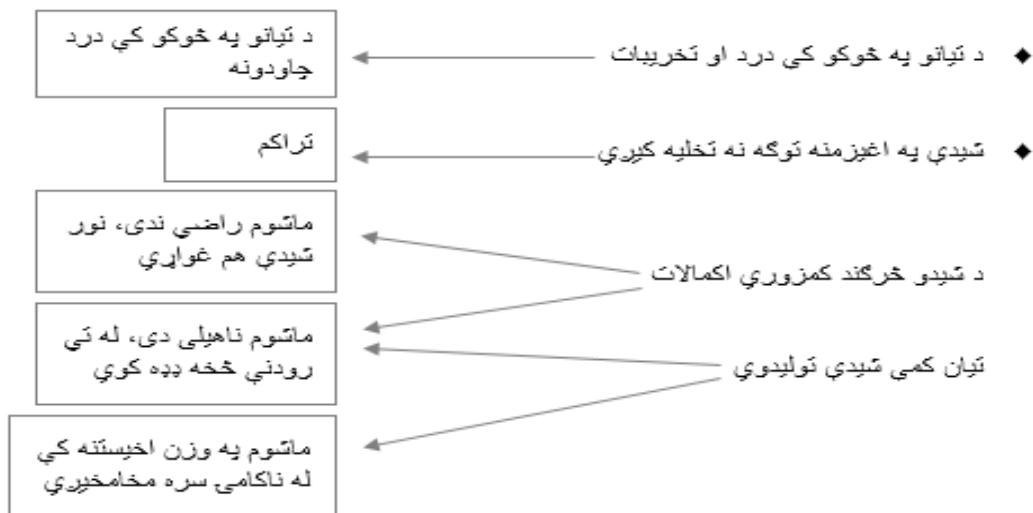 ◆ د تیانو په څوکو کې درد او تخریبات
د تیانو په څوکو کې درد
چاودونه
◆ شیدې په اغیزمنه توګه نه تخلیه کیږي
تراکم
د شیدو څرګند کمزوري اکمالات
ماشوم راضي ندی، نور
شیدې هم غواړي
تیان کمې شیدې تولیدوي
ماشوم ناهیلی دی، له تي
رودنې څخه ډډه کوي
ماشوم په وزن اخیستنه کې
له ناکامۍ سره مخامخیږي